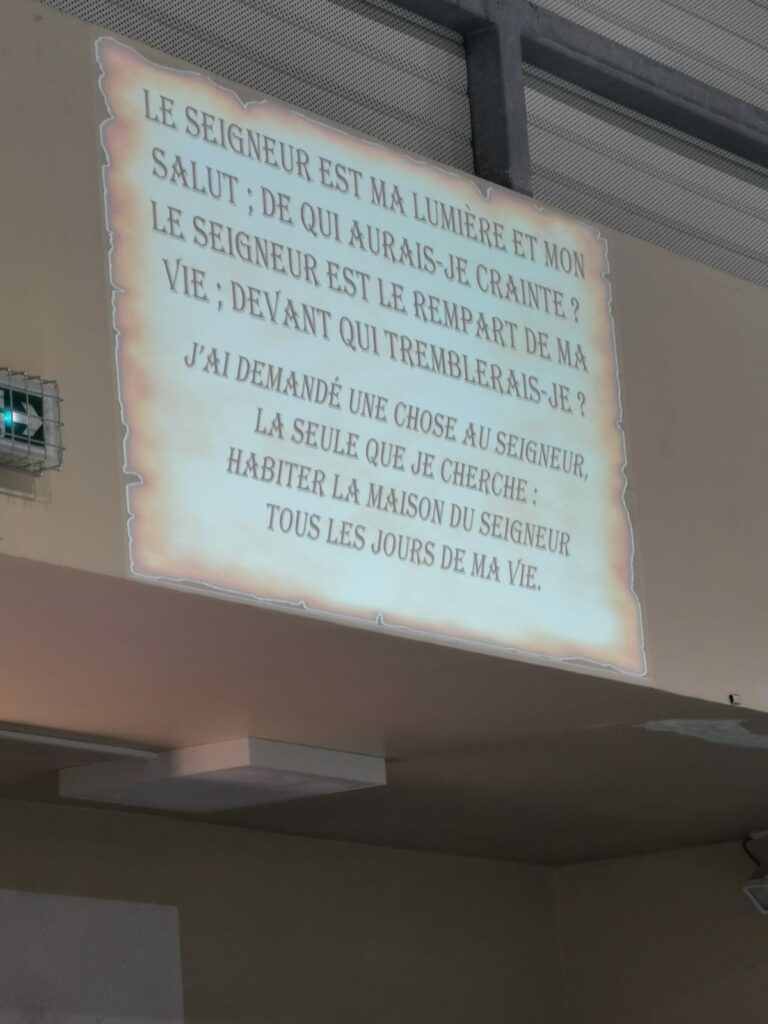 LE SEIGNEUR EST MA LUMIÈRE ET MON
SALUT ; DE QUI AURAIS-JE CRAINTE ?
LE SEIGNEUR EST LE REMPART DE MA
VIE ; DEVANT QUI TREMBLERAIS-JE ?
J'AI DEMANDÉ UNE CHOSE AU SEIGNEUR,
LA SEULE QUE JE CHERCHE :
HABITER LA MAISON DU SEIGNEUR
TOUS LES JOURS DE MA VIE.